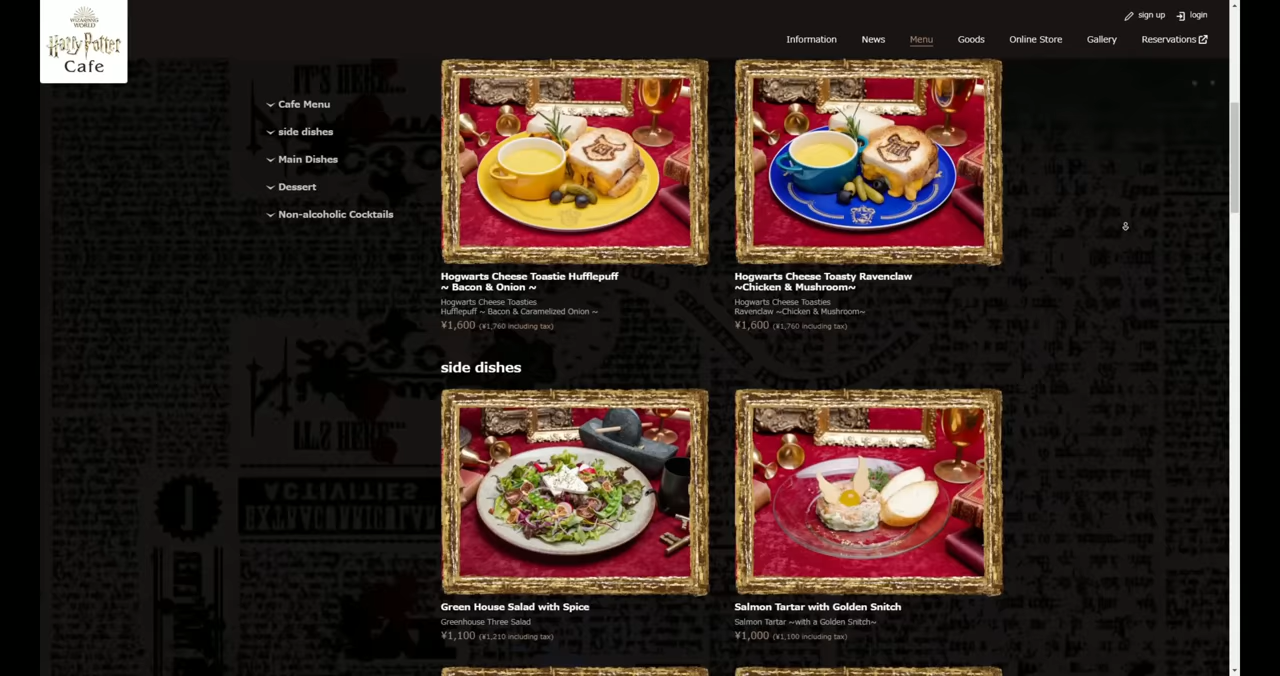 WIZARDING
WORLD
Harry Potter
Cafe
sign up
login
Information
News
Menu
Goods
Online Store
Gallery
Reservations
Cafe Menu
side dishes
Main Dishes
Dessert
Non-alcoholic Cocktails
Hogwarts Cheese Toastie Hufflepuff
~ Bacon & Onion ~
Hogwarts Cheese Toasties
Hufflepuff ~ Bacon & Caramelized Onion ~
¥1,600 (¥1,760 including tax)
Hogwarts Cheese Toasty Ravenclaw
~Chicken & Mushroom~
Hogwarts Cheese Toasties
Ravenclaw ~Chicken & Mushroom~
¥1,600 (¥1,760 including tax)
side dishes
Green House Salad with Spice
Greenhouse Three Salad
¥1,100 (¥1,210 including tax)
Salmon Tartar with Golden Snitch
Salmon Tartar ~with a Golden Snitch~
¥1,000 (¥1,100 including tax)
IT'S HERE...
ACTIVITIES